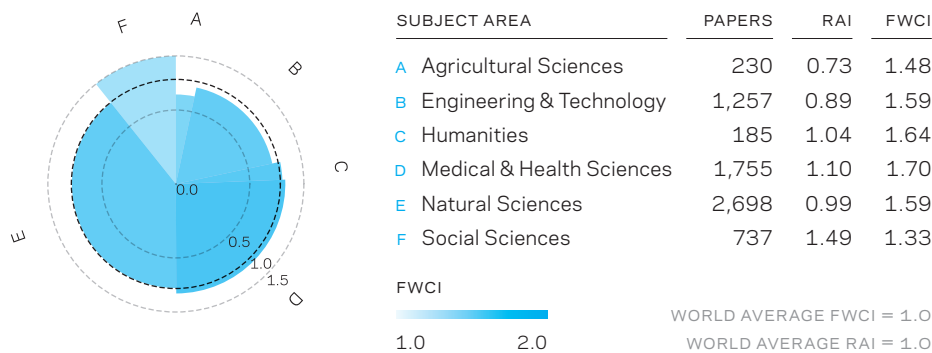 F
A
B
C
D
E
0.0
0.5
1.0
1.5
SUBJECT AREA PAPERS RAI FWCI
A Agricultural Sciences 230 0.73 1.48
B Engineering & Technology 1,257 0.89 1.59
C Humanities 185 1.04 1.64
D Medical & Health Sciences 1,755 1.10 1.70
E Natural Sciences 2,698 0.99 1.59
F Social Sciences 737 1.49 1.33
FWCI
1.0 2.0
WORLD AVERAGE FWCI = 1.0
WORLD AVERAGE RAI = 1.0